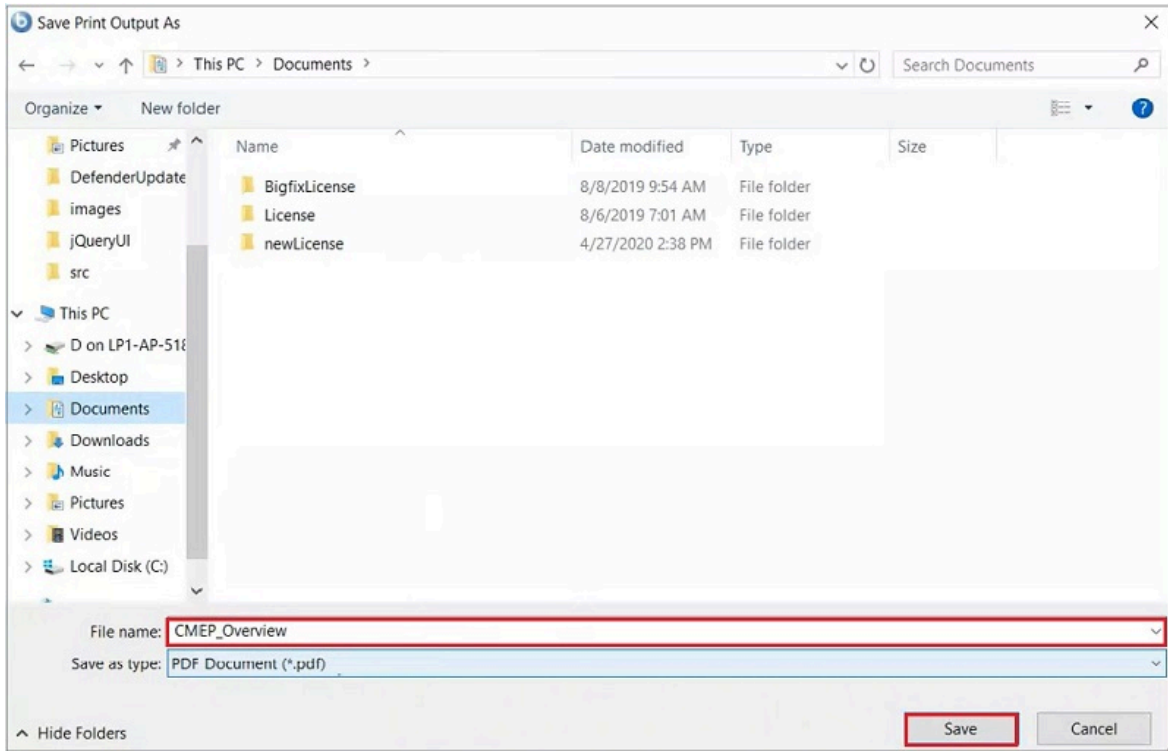 Save Print Output As
This PC > Documents >
Search Documents
Organize
New folder
Name
Date modified
Type
Size
Pictures
DefenderUpdate
images
jQueryUI
src
This PC
D on LP1-AP-518
Desktop
Documents
Downloads
Music
Pictures
Videos
Local Disk (C:)
BigfixLicense 8/8/2019 9:54 AM File folder
License 8/6/2019 7:01 AM File folder
newLicense 4/27/2020 2:38 PM File folder
File name: CMEP_Overview
Save as type: PDF Document (*.pdf)
Hide Folders
Save
Cancel